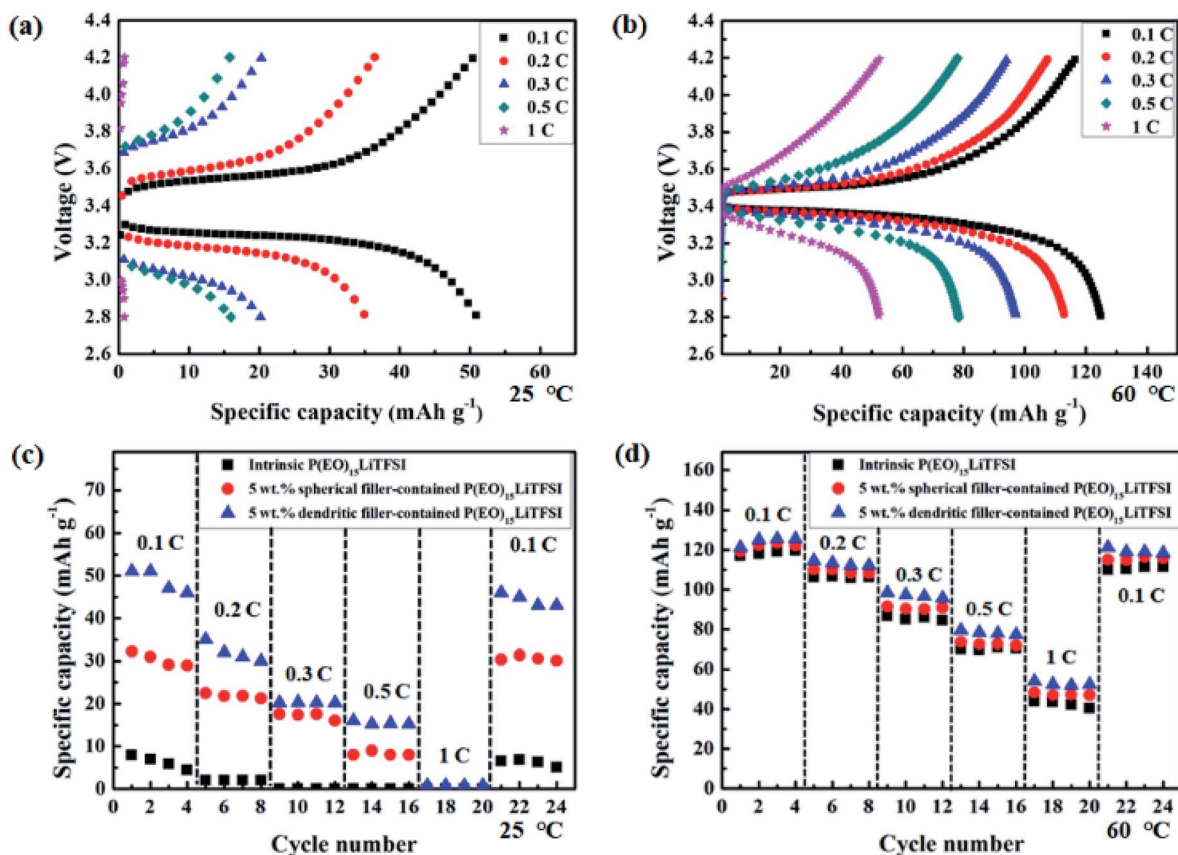 (a)
4.4
4.2
4.0
3.8
3.6
3.4
3.2
3.0
2.8
2.6
Voltage (V)
0.1 C
0.2 C
0.3 C
0.5 C
1 C
0 10 20 30 40 50 60
Specific capacity (mAh g⁻¹)
25 °C
(b)
4.4
4.2
4.0
3.8
3.6
3.4
3.2
3.0
2.8
2.6
Voltage (V)
0.1 C
0.2 C
0.3 C
0.5 C
1 C
20 40 60 80 100 120 140
Specific capacity (mAh g⁻¹)
60 °C
(c)
70
60
50
40
30
20
10
0
Specific capacity (mAh g⁻¹)
Intrinsic P(EO)₁₅LiTFSI
5 wt.% spherical filler-contained P(EO)₁₅LiTFSI
5 wt.% dendritic filler-contained P(EO)₁₅LiTFSI
0.1 C
0.2 C
0.3 C
0.5 C
1 C
0.1 C
0 2 4 6 8 10 12 14 16 18 20 22 24
Cycle number
25 °C
(d)
160
140
120
100
80
60
40
20
0
Specific capacity (mAh g⁻¹)
Intrinsic P(EO)₁₅LiTFSI
5 wt.% spherical filler-contained P(EO)₁₅LiTFSI
5 wt.% dendritic filler-contained P(EO)₁₅LiTFSI
0.1 C
0.2 C
0.3 C
0.5 C
1 C
0.1 C
0 2 4 6 8 10 12 14 16 18 20 22 24
Cycle number
60 °C